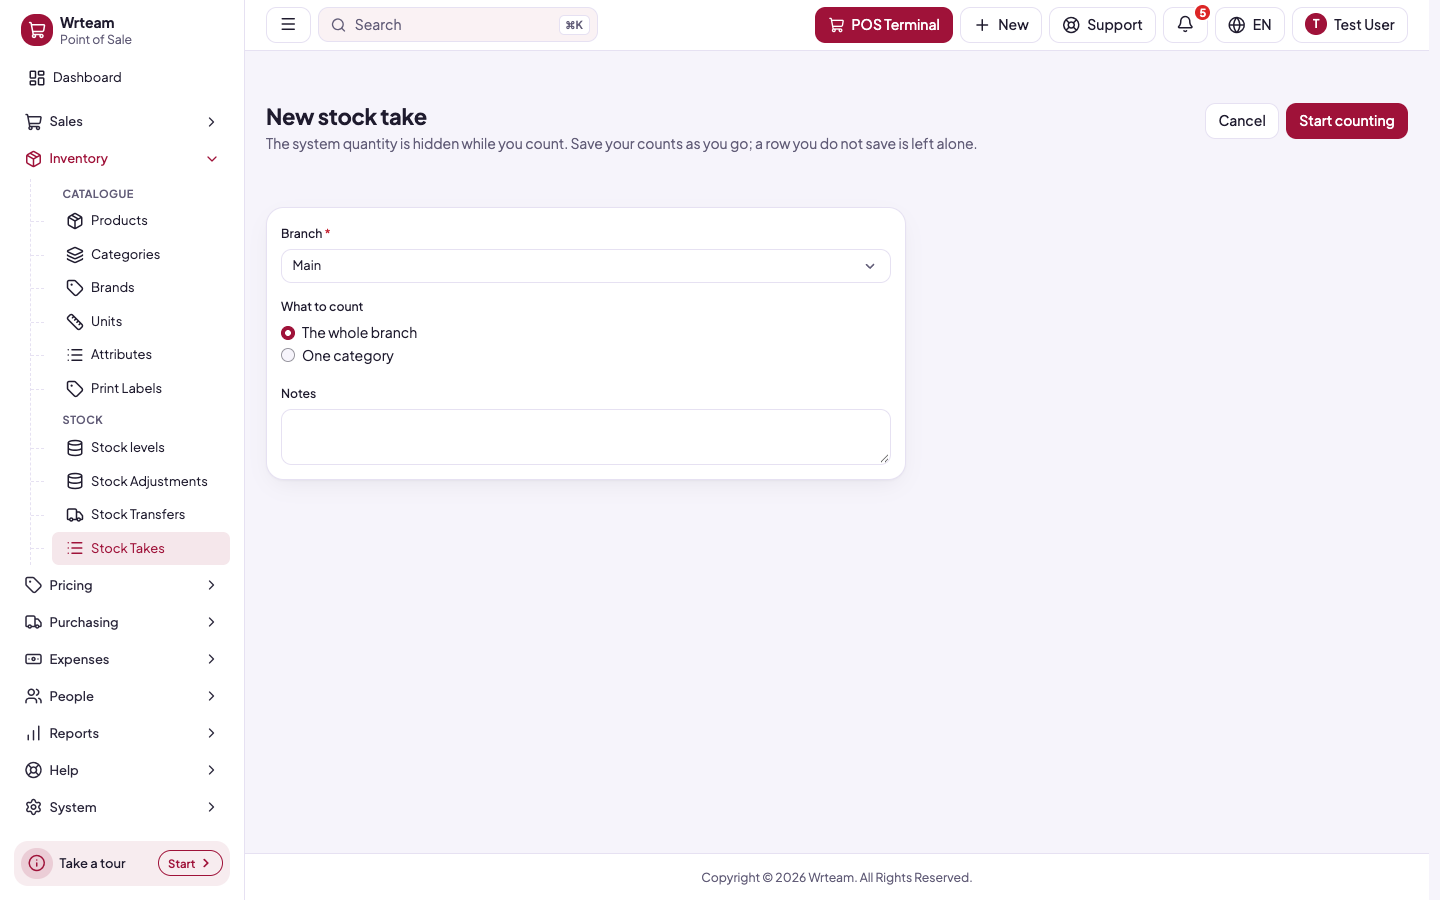 Wrteam
Point of Sale
Dashboard
Sales
Inventory
CATALOGUE
Products
Categories
Brands
Units
Attributes
Print Labels
STOCK
Stock levels
Stock Adjustments
Stock Transfers
Stock Takes
Pricing
Purchasing
Expenses
People
Reports
Help
System
Take a tour
Start
Search
⌘K
POS Terminal
New
Support
5
EN
T
Test User
New stock take
The system quantity is hidden while you count. Save your counts as you go; a row you do not save is left alone.
Cancel
Start counting
Branch *
Main
What to count
The whole branch
One category
Notes
Copyright © 2026 Wrteam. All Rights Reserved.